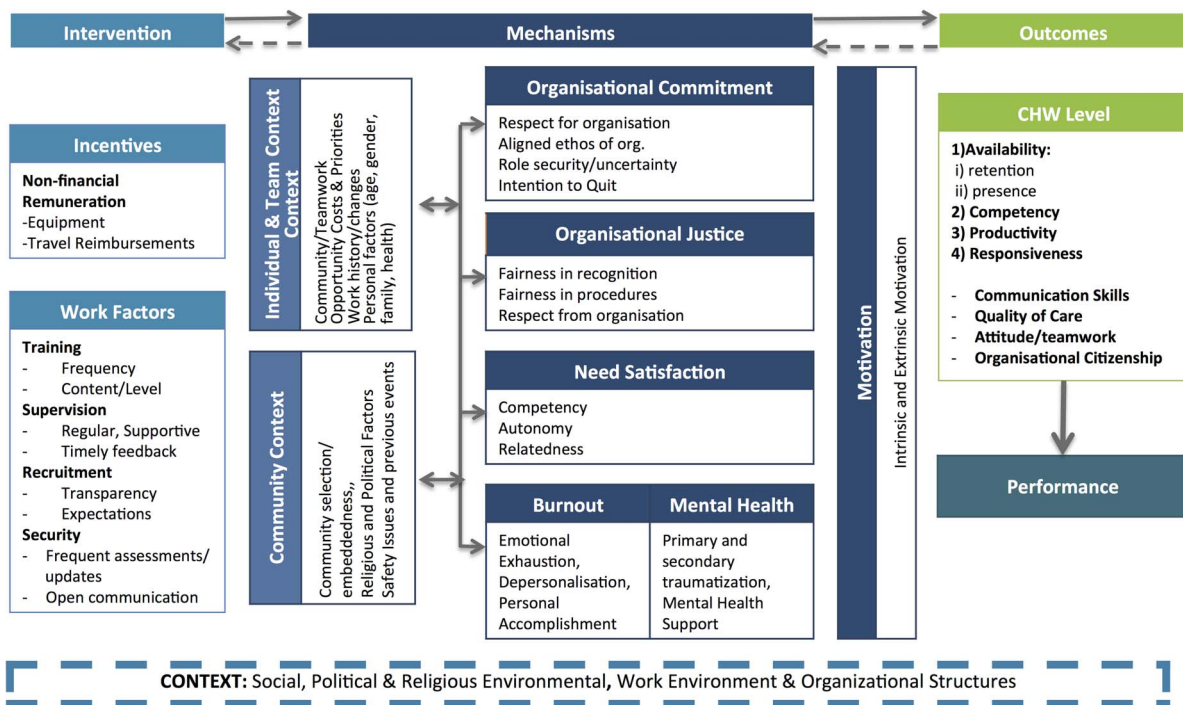 Intervention
Mechanisms
Outcomes
Incentives
Non-financial
Remuneration
-Equipment
-Travel Reimbursements
Work Factors
Training
- Frequency
- Content/Level
Supervision
- Regular, Supportive
- Timely feedback
Recruitment
- Transparency
- Expectations
Security
- Frequent assessments/
updates
- Open communication
Individual & Team Context
Context
Community/Teamwork
Opportunity Costs & Priorities
Work history/changes
Personal factors (age, gender,
family, health)
Community Context
Community selection/
embeddedness,,
Religious and Political Factors
Safety Issues and previous events
Organisational Commitment
Respect for organisation
Aligned ethos of org.
Role security/uncertainty
Intention to Quit
Organisational Justice
Fairness in recognition
Fairness in procedures
Respect from organisation
Need Satisfaction
Competency
Autonomy
Relatedness
Burnout
Emotional
Exhaustion,
Depersonalisation,
Personal
Accomplishment
Mental Health
Primary and
secondary
traumatization,
Mental Health
Support
Motivation
Intrinsic and Extrinsic Motivation
CHW Level
1)Availability:
i) retention
ii) presence
2) Competency
3) Productivity
4) Responsiveness
- Communication Skills
- Quality of Care
- Attitude/teamwork
- Organisational Citizenship
Performance
CONTEXT: Social, Political & Religious Environmental, Work Environment & Organizational Structures